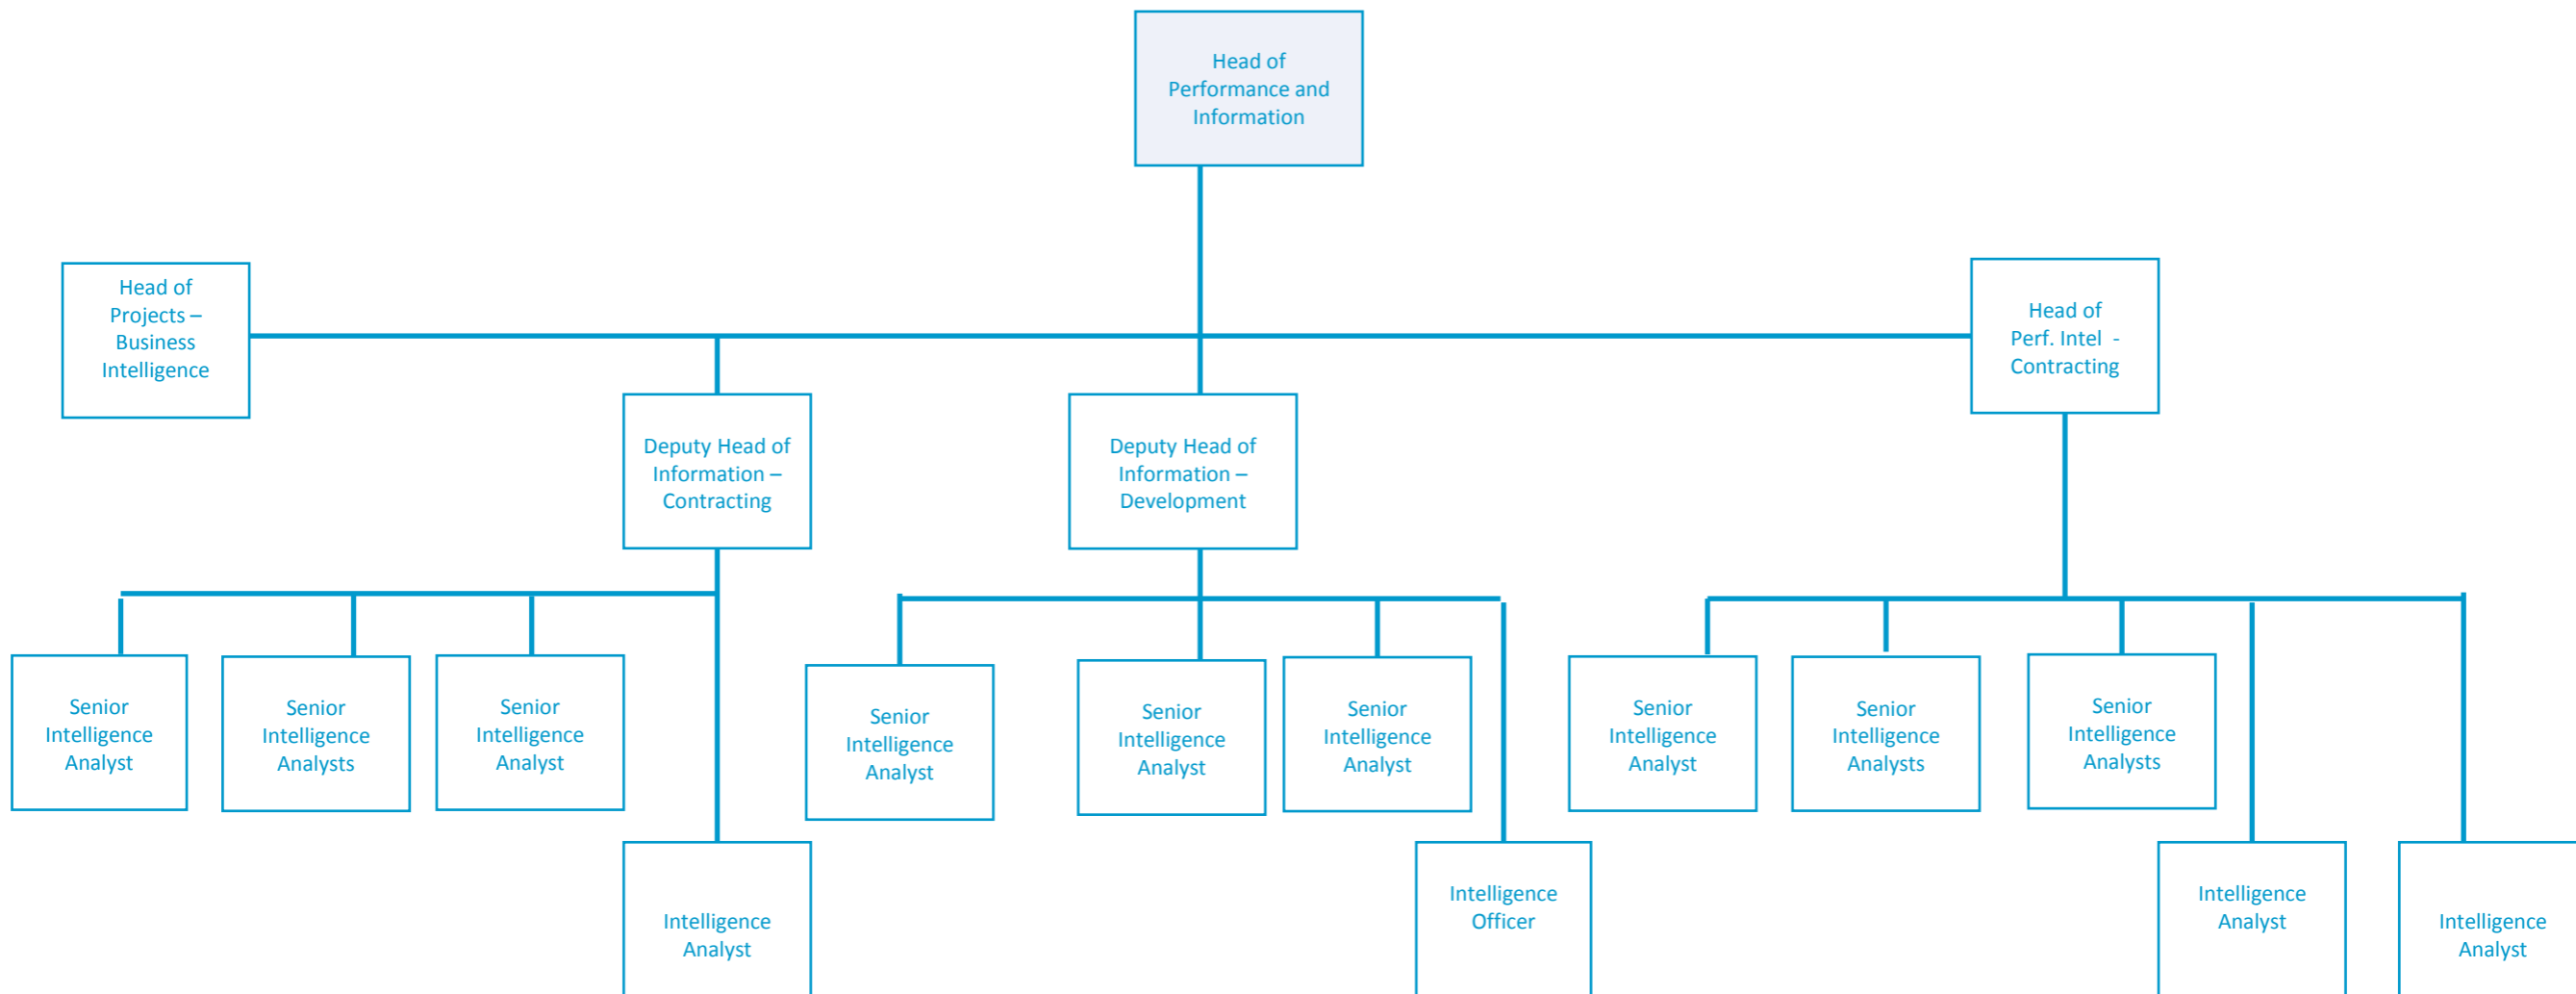 Head of
Performance and
Information
Head of
Projects –
Business
Intelligence
Head of
Perf. Intel  -
Contracting
Deputy Head of
Information –
Contracting
Deputy Head of
Information –
Development
Senior
Intelligence
Analyst
Senior
Intelligence
Analysts
Senior
Intelligence
Analyst
Senior
Intelligence
Analyst
Senior
Intelligence
Analyst
Senior
Intelligence
Analyst
Senior
Intelligence
Analyst
Senior
Intelligence
Analysts
Senior
Intelligence
Analysts
Intelligence
Analyst
Intelligence
Officer
Intelligence
Analyst
Intelligence
Analyst